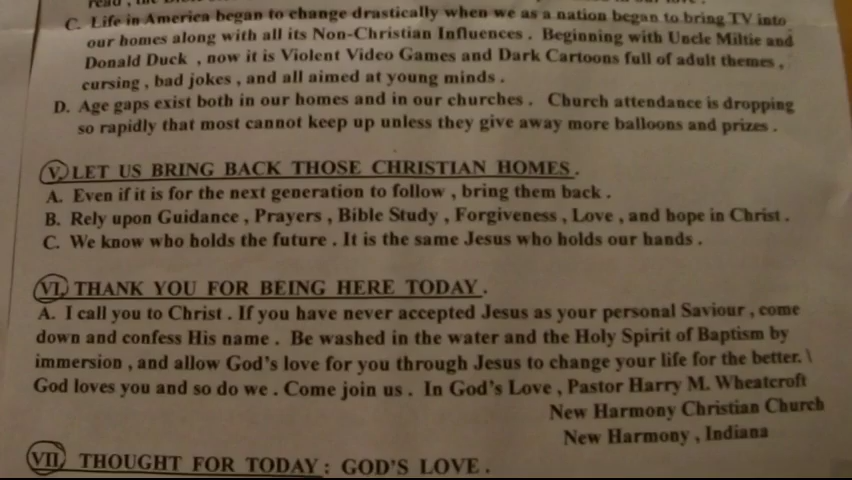 read , the Bible
C. Life in America began to change drastically when we as a nation began to bring TV into
our homes along with all its Non-Christian Influences . Beginning with Uncle Miltie and
Donald Duck , now it is Violent Video Games and Dark Cartoons full of adult themes ,
cursing , bad jokes , and all aimed at young minds .
D. Age gaps exist both in our homes and in our churches . Church attendance is dropping
so rapidly that most cannot keep up unless they give away more balloons and prizes .
V. LET US BRING BACK THOSE CHRISTIAN HOMES .
A. Even if it is for the next generation to follow , bring them back .
B. Rely upon Guidance , Prayers , Bible Study , Forgiveness , Love , and hope in Christ .
C. We know who holds the future . It is the same Jesus who holds our hands .
VI. THANK YOU FOR BEING HERE TODAY .
A. I call you to Christ . If you have never accepted Jesus as your personal Saviour , come
down and confess His name . Be washed in the water and the Holy Spirit of Baptism by
immersion , and allow God's love for you through Jesus to change your life for the better. \
God loves you and so do we . Come join us . In God's Love , Pastor Harry M. Wheatcroft
New Harmony Christian Church
New Harmony , Indiana
VII THOUGHT FOR TODAY : GOD'S LOVE .